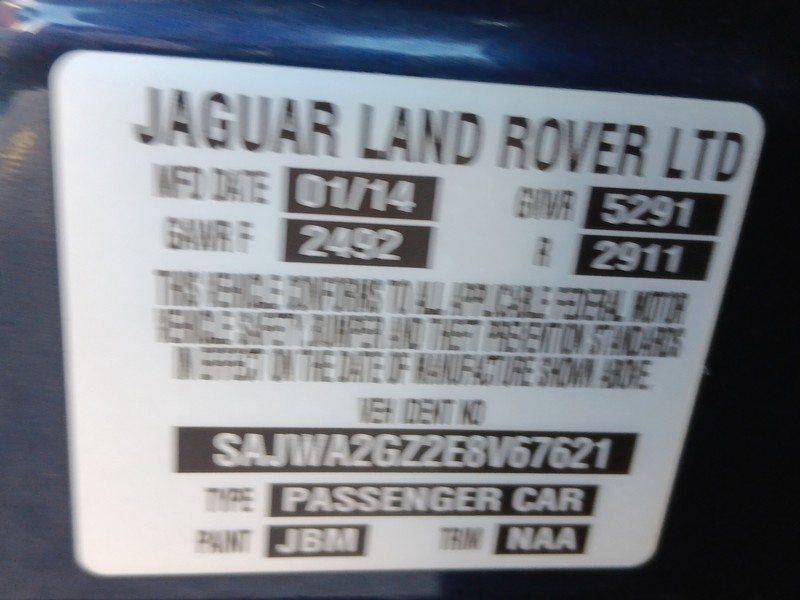 JAGUAR LAND ROVER LTD
MFD DATE 01/14 GVWR 5291
GAWR F 2492 R 2911
THIS VEHICLE CONFORMS TO ALL APPLICABLE FEDERAL MOTOR
VEHICLE SAFETY, BUMPER AND THEFT PREVENTION STANDARDS
IN EFFECT ON THE DATE OF MANUFACTURE SHOWN ABOVE.
VEH IDENT NO
SAJWA2GZ2E8V67621
TYPE PASSENGER CAR
PAINT JBM TRIM NAA